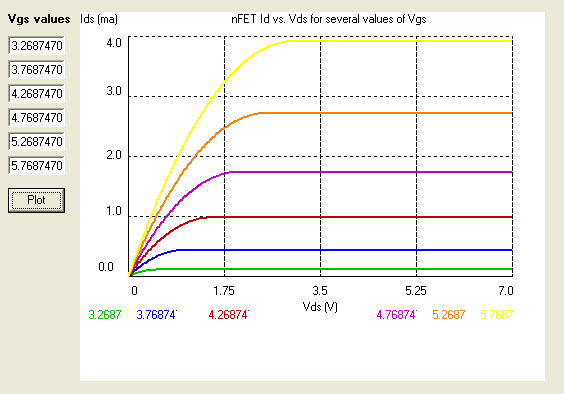 Vgs values
3.2687470
3.7687470
4.2687470
4.7687470
5.2687470
5.7687470
Plot
Ids (ma)
nFET Id vs. Vds for several values of Vgs
4.0
3.0
2.0
1.0
0.0
0 1.75 3.5 5.25 7.0
Vds (V)
3.2687 3.76874 4.26874 4.76874 5.2687 5.7687